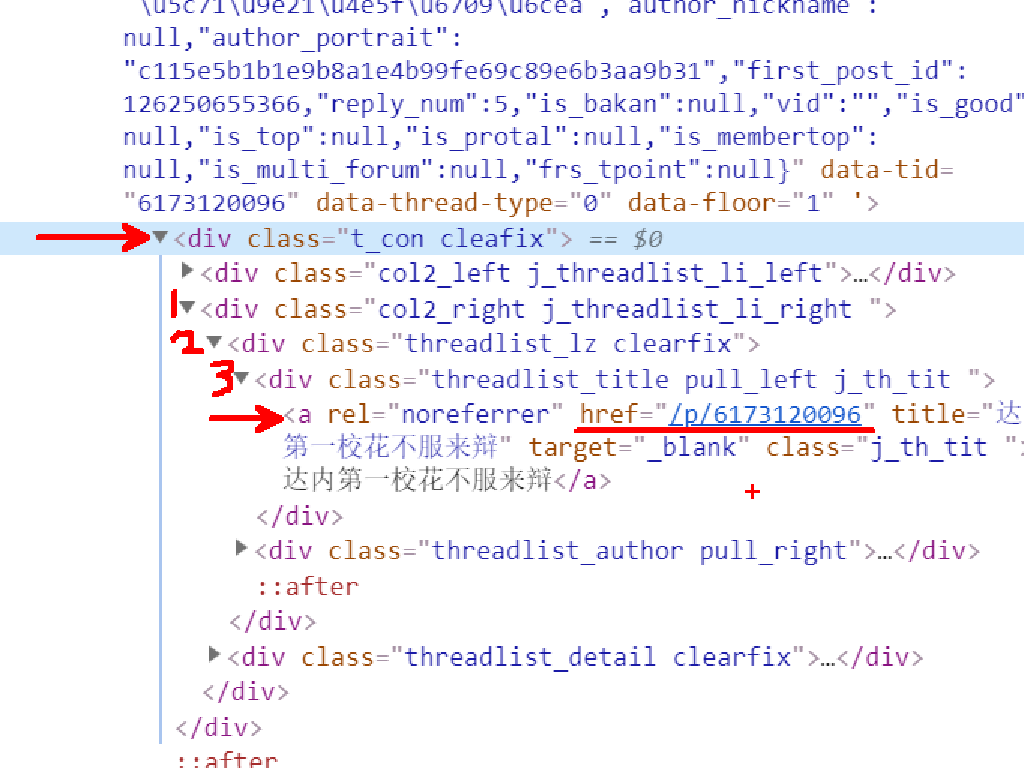 \u5c71\u9e21\u4e5f\u6709\u6cea","author_nickname":
null,"author_portrait":
"c115e5b1b1e9b8a1e4b99fe69c89e6b3aa9b31","first_post_id":
126250655366,"reply_num":5,"is_bakan":null,"vid":"","is_good"
null,"is_top":null,"is_protal":null,"is_membertop":
null,"is_multi_forum":null,"frs_tpoint":null}" data-tid=
"6173120096" data-thread-type="0" data-floor="1" '>
▼<div class="t_con cleafix"> == $0
▶<div class="col2_left j_threadlist_li_left">…</div>
1▼<div class="col2_right j_threadlist_li_right ">
2▼<div class="threadlist_lz clearfix">
3▼<div class="threadlist_title pull_left j_th_tit ">
<a rel="noreferrer" href="/p/6173120096" title="达
第一校花不服来辩" target="_blank" class="j_th_tit "
达内第一校花不服来辩</a>
</div>
▶<div class="threadlist_author pull_right">…</div>
::after
</div>
▶<div class="threadlist_detail clearfix">…</div>
</div>
</div>
::after